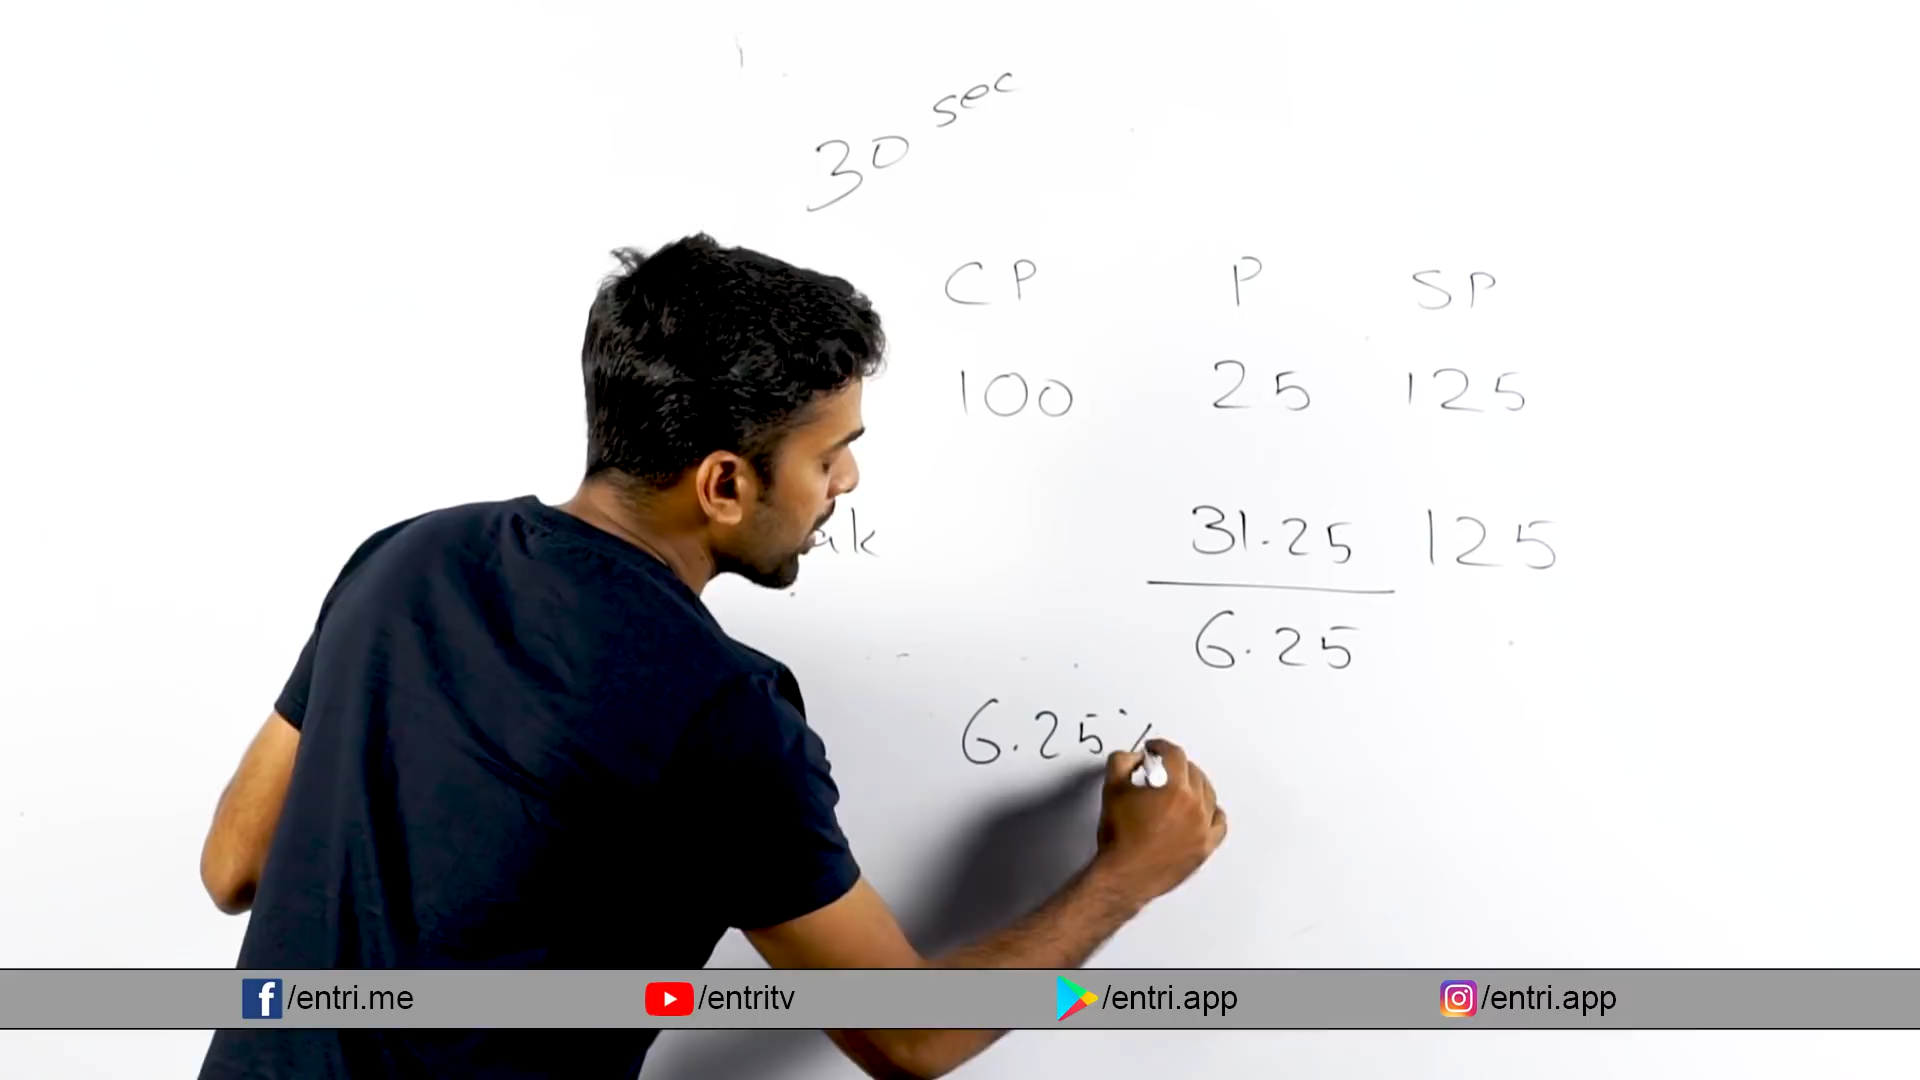 30 sec
CP P SP
100 25 125
ak 31.25 125
6.25
6.25%
/entri.me /entritv /entri.app /entri.app